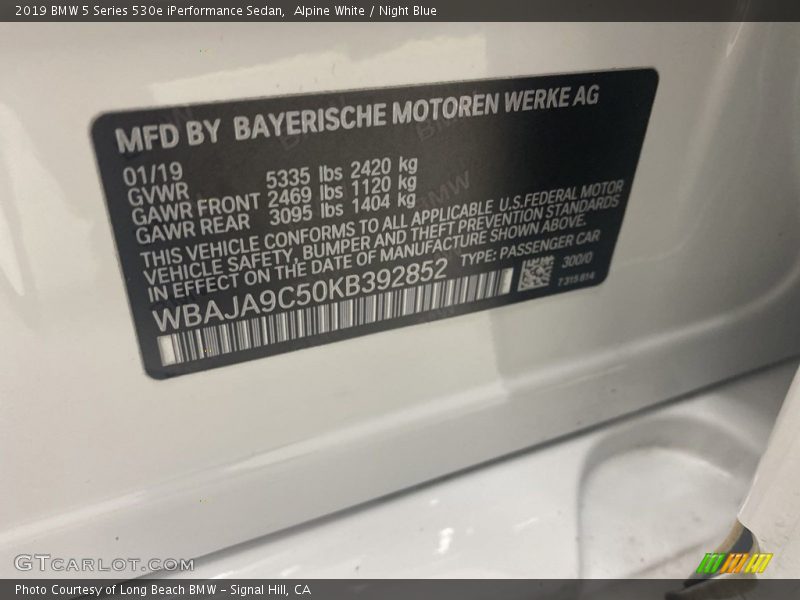 2019 BMW 5 Series 530e iPerformance Sedan,  Alpine White / Night Blue
MFD BY BAYERISCHE MOTOREN WERKE AG
01/19
GVWR 5335 lbs 2420 kg
GAWR FRONT 2469 lbs 1120 kg
GAWR REAR 3095 lbs 1404 kg
THIS VEHICLE CONFORMS TO ALL APPLICABLE U.S.FEDERAL MOTOR
VEHICLE SAFETY, BUMPER AND THEFT PREVENTION STANDARDS
IN EFFECT ON THE DATE OF MANUFACTURE SHOWN ABOVE.
WBAJA9C50KB392852 TYPE: PASSENGER CAR
300/0
7 315 614
GTCARLOT.COM
Photo Courtesy of Long Beach BMW – Signal Hill, CA